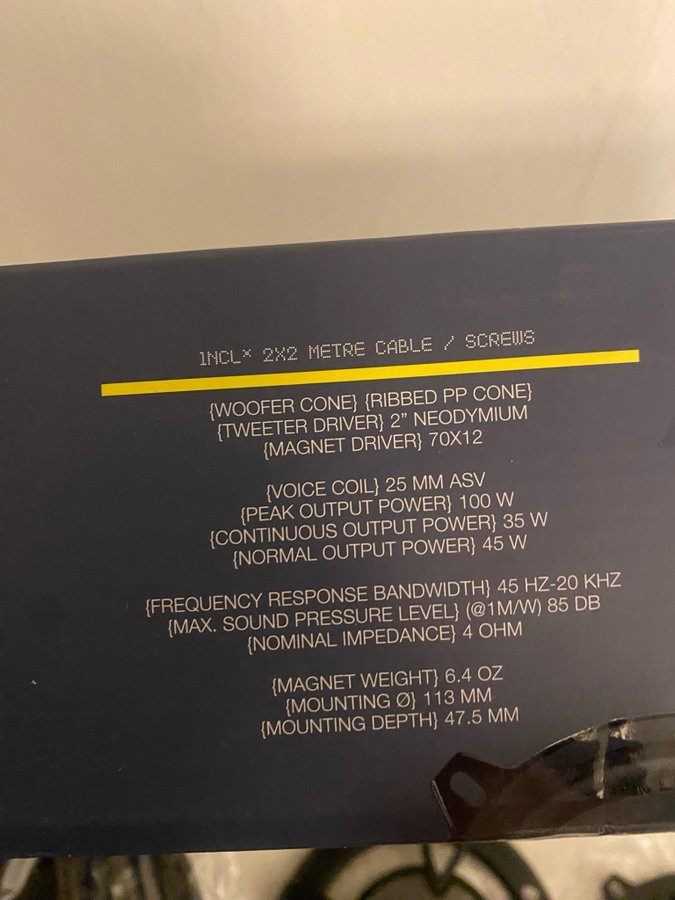 1NCL* 2X2 METRE CABLE / SCREWS
{WOOFER CONE} {RIBBED PP CONE}
{TWEETER DRIVER} 2” NEODYMIUM
{MAGNET DRIVER} 70X12
{VOICE COIL} 25 MM ASV
{PEAK OUTPUT POWER} 100 W
{CONTINUOUS OUTPUT POWER} 35 W
{NORMAL OUTPUT POWER} 45 W
{FREQUENCY RESPONSE BANDWIDTH} 45 HZ-20 KHZ
{MAX. SOUND PRESSURE LEVEL} (@1M/W) 85 DB
{NOMINAL IMPEDANCE} 4 OHM
{MAGNET WEIGHT} 6.4 OZ
{MOUNTING Ø} 113 MM
{MOUNTING DEPTH} 47.5 MM